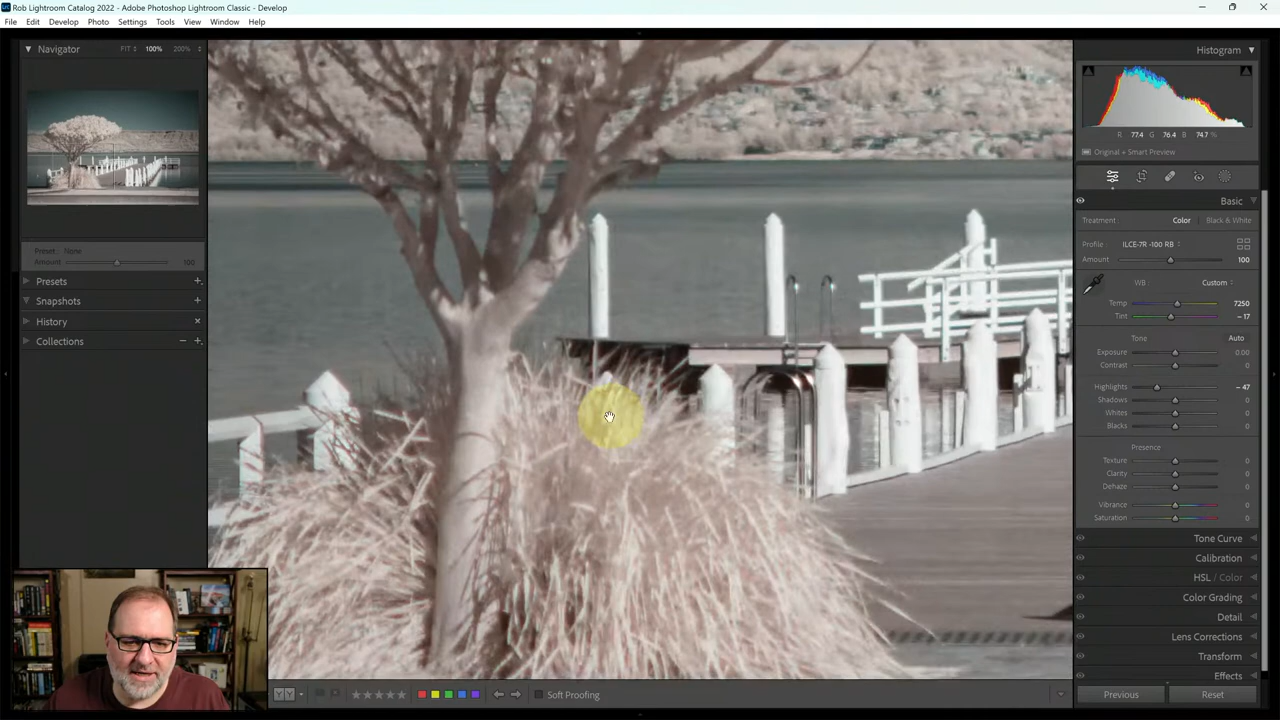 Rob Lightroom Catalog 2022 - Adobe Photoshop Lightroom Classic - Develop
File Edit Develop Photo Settings Tools View Window Help
Navigator FIT 100% 200%
Preset: None
Amount 100
Presets
Snapshots
History
Collections
Y Y
Soft Proofing
Histogram
R 77.4 G 76.4 B 74.7 %
Original + Smart Preview
Basic
Treatment: Color Black & White
Profile: ILCE-7R -100 RB
Amount 100
WB: Custom
Temp 7250
Tint - 17
Tone Auto
Exposure 0.00
Contrast 0
Highlights - 47
Shadows 0
Whites 0
Blacks 0
Presence
Texture 0
Clarity 0
Dehaze 0
Vibrance 0
Saturation 0
Tone Curve
Calibration
HSL / Color
Color Grading
Detail
Lens Corrections
Transform
Effects
Previous Reset